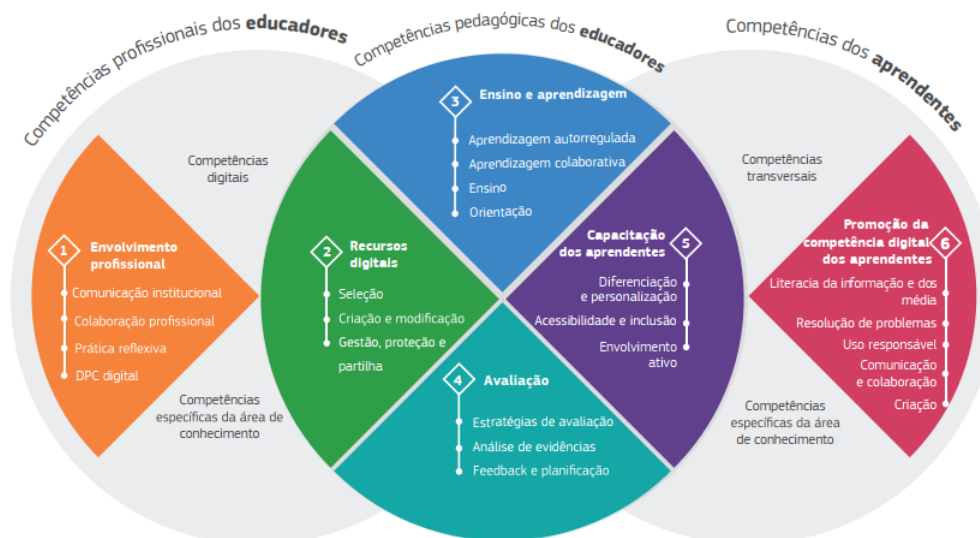 Competências profissionais dos educadores
Competências pedagógicas dos educadores
Competências dos aprendentes
Competências
digitais
Competências
específicas da área de
conhecimento
1
Envolvimento
profissional
Comunicação institucional
Colaboração profissional
Prática reflexiva
DPC digital
2
Recursos
digitais
Seleção
Criação e modificação
Gestão, proteção e
partilha
3
Ensino e aprendizagem
Aprendizagem autorregulada
Aprendizagem colaborativa
Ensino
Orientação
4
Avaliação
Estratégias de avaliação
Análise de evidências
Feedback e planificação
5
Capacitação
dos aprendentes
Diferenciação
e personalização
Acessibilidade e inclusão
Envolvimento
ativo
Competências
transversais
Competências
específicas da área
de conhecimento
6
Promoção da
competência digital
dos aprendentes
Literacia da informação e dos
média
Resolução de problemas
Uso responsável
Comunicação
e colaboração
Criação